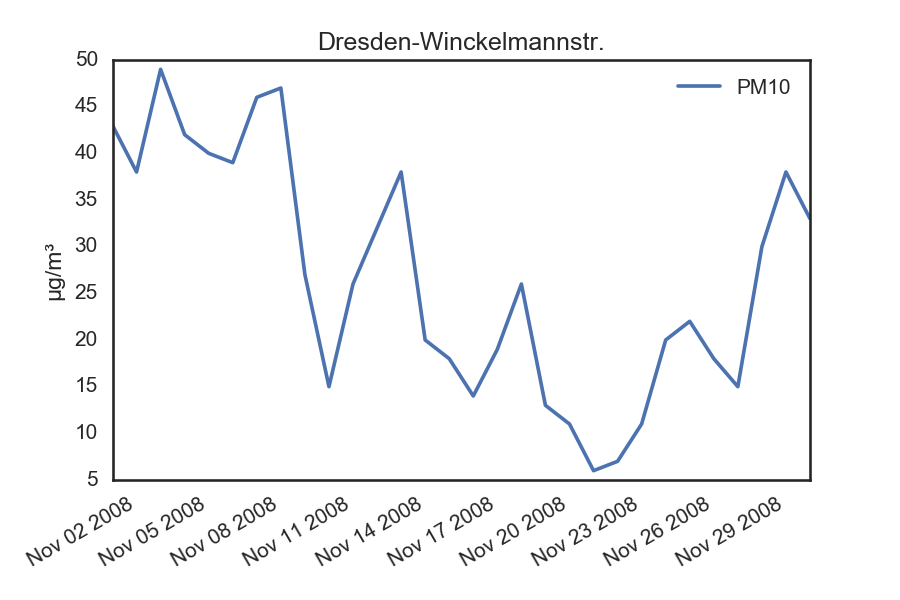 Dresden-Winckelmannstr.
50
45
40
35
30
25
20
15
10
5
µg/m³
PM10
Nov 02 2008
Nov 05 2008
Nov 08 2008
Nov 11 2008
Nov 14 2008
Nov 17 2008
Nov 20 2008
Nov 23 2008
Nov 26 2008
Nov 29 2008